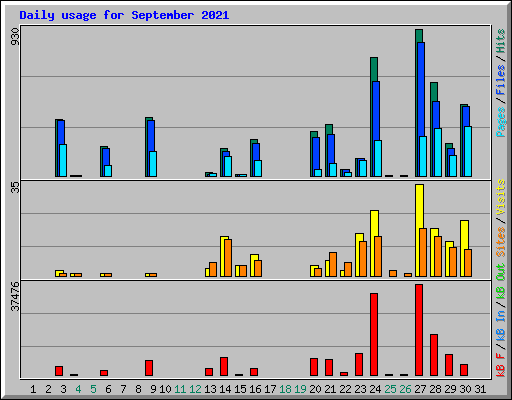 Daily usage for September 2021
930
Pages/Files/Hits
35
Sites/Visits
37476
kB F/kB In/kB Out
1 2 3 4 5 6 7 8 9 10 11 12 13 14 15 16 17 18 19 20 21 22 23 24 25 26 27 28 29 30 31